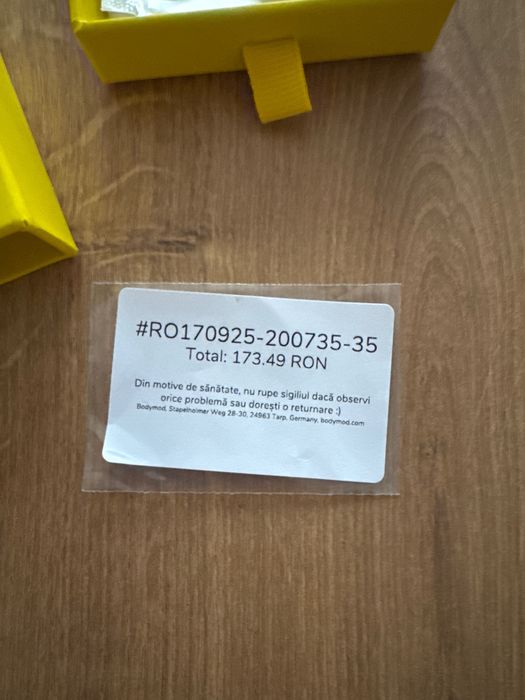 #RO170925-200735-35
Total: 173.49 RON
Din motive de sănătate, nu rupe sigiliul dacă observi
orice problemă sau dorești o returnare :)
Bodymod, Stapelholmer Weg 28-30, 24963 Tarp, Germany, bodymod.com